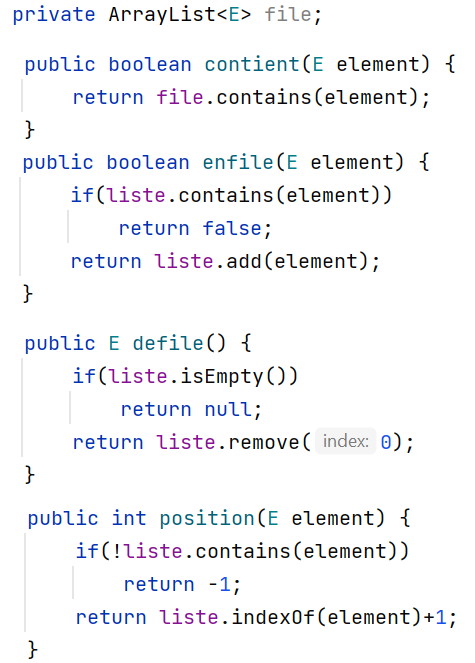 private ArrayList<E> file;
public boolean contient(E element) {
return file.contains(element);
}
public boolean enfile(E element) {
if(liste.contains(element))
return false;
return liste.add(element);
}
public E defile() {
if(liste.isEmpty())
return null;
return liste.remove( index: 0);
}
public int position(E element) {
if(!liste.contains(element))
return -1;
return liste.indexOf(element)+1;
}